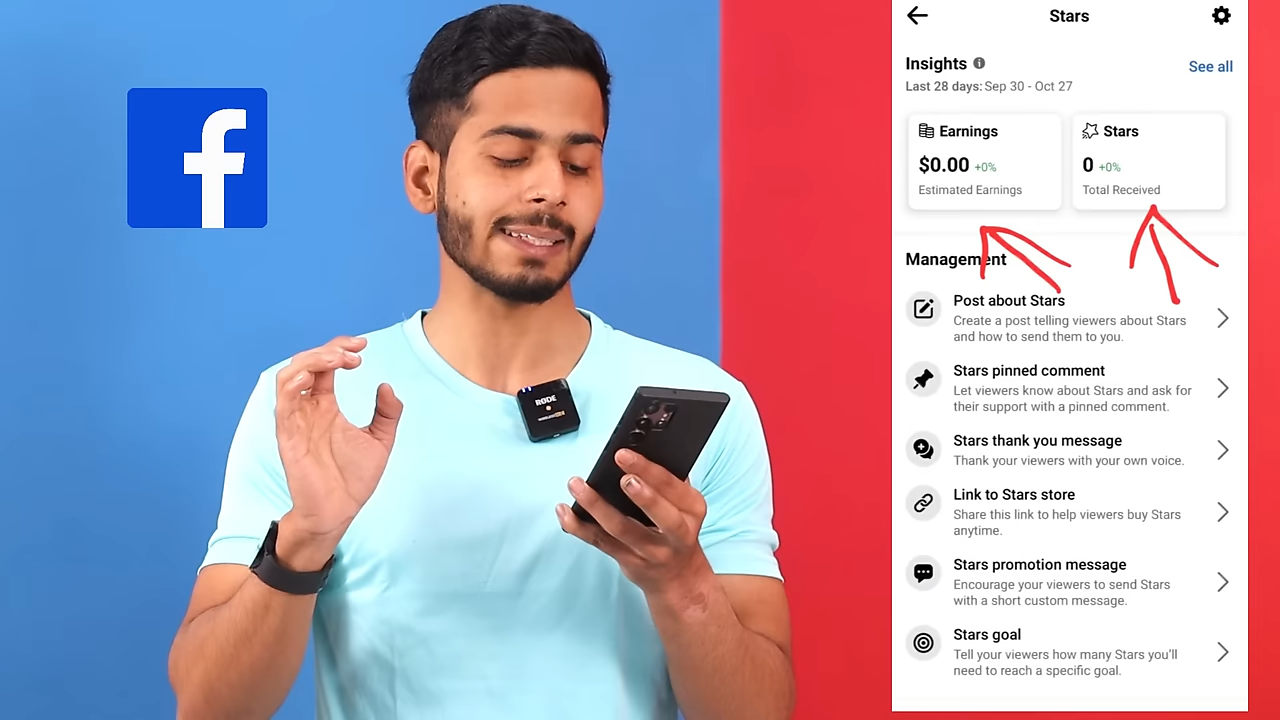 f
RODE
Stars
Insights
See all
Last 28 days: Sep 30 - Oct 27
Earnings
$0.00 +0%
Estimated Earnings
Stars
0 +0%
Total Received
Management
Post about Stars
Create a post telling viewers about Stars
and how to send them to you.
Stars pinned comment
Let viewers know about Stars and ask for
their support with a pinned comment.
Stars thank you message
Thank your viewers with your own voice.
Link to Stars store
Share this link to help viewers buy Stars
anytime.
Stars promotion message
Encourage your viewers to send Stars
with a short custom message.
Stars goal
Tell your viewers how many Stars you'll
need to reach a specific goal.